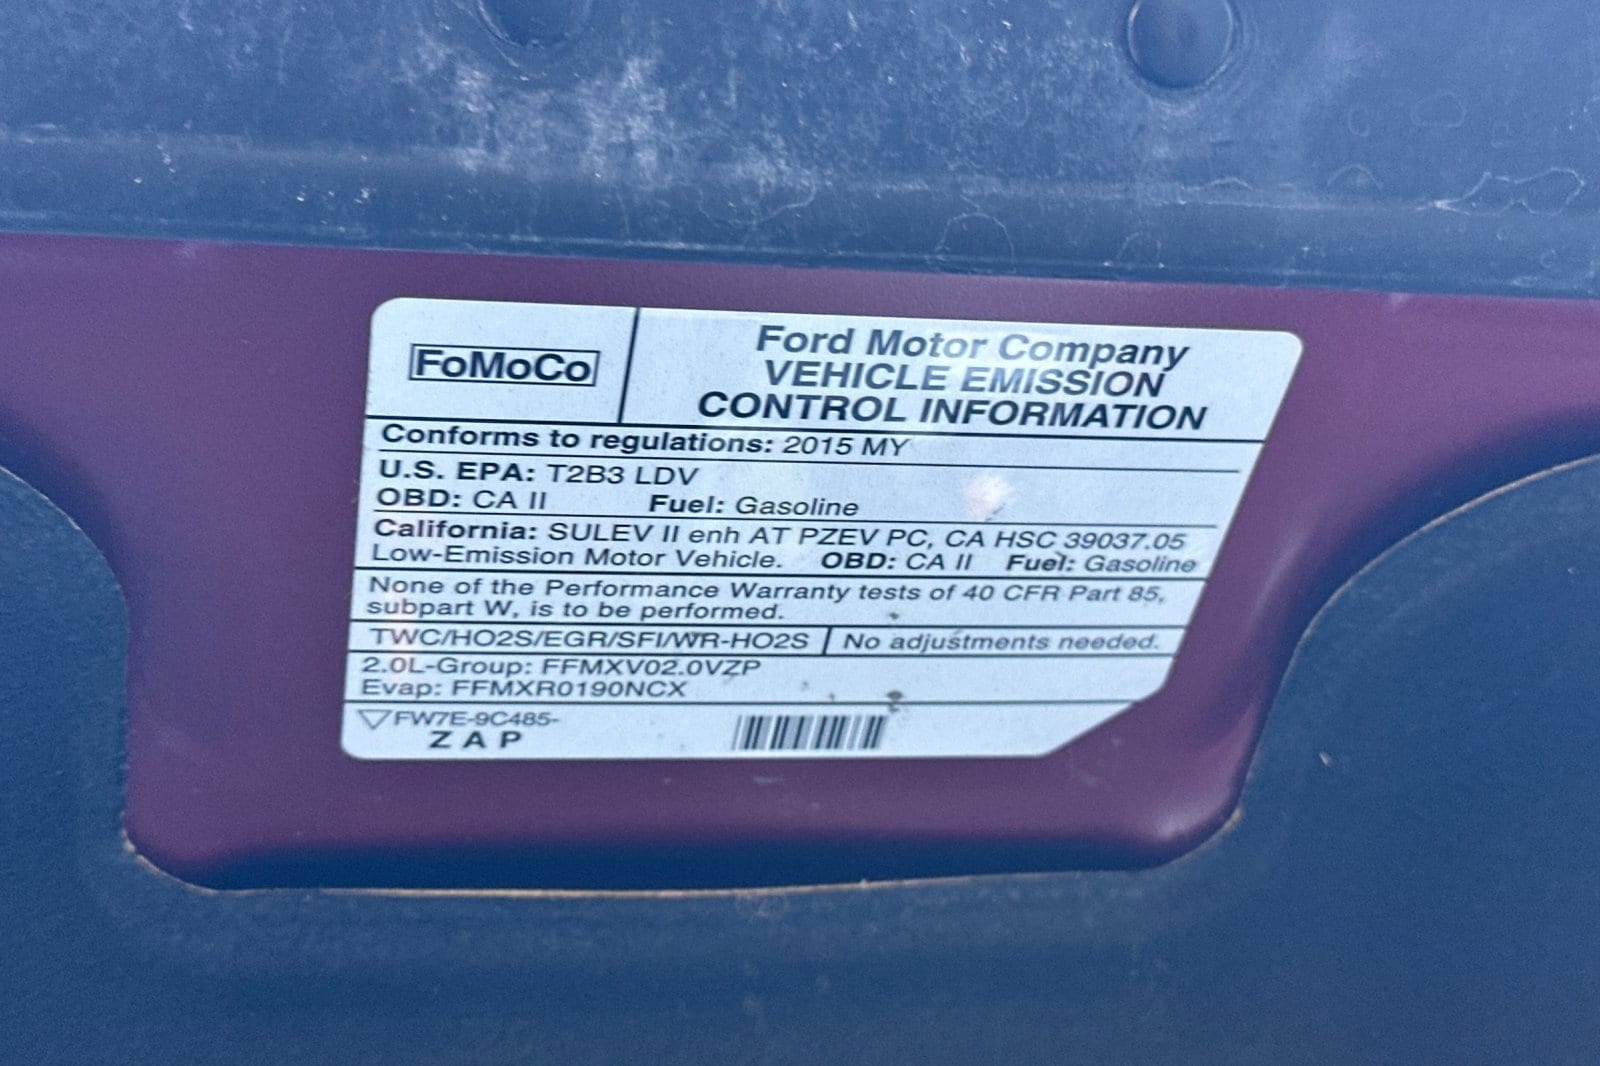 FoMoCo
Ford Motor Company
VEHICLE EMISSION
CONTROL INFORMATION
Conforms to regulations: 2015 MY
U.S. EPA: T2B3 LDV
OBD: CA II Fuel: Gasoline
California: SULEV II enh AT PZEV PC, CA HSC 39037.05
Low-Emission Motor Vehicle. OBD: CA II Fuel: Gasoline
None of the Performance Warranty tests of 40 CFR Part 85,
subpart W, is to be performed.
TWC/HO2S/EGR/SFI/WR-HO2S No adjustments needed.
2.0L-Group: FFMXV02.0VZP
Evap: FFMXR0190NCX
FW7E-9C485-
ZAP